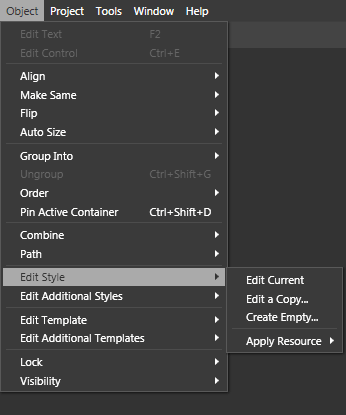 Object Project Tools Window Help
Edit Text F2
Edit Control Ctrl+E
Align
Make Same
Flip
Auto Size
Group Into
Ungroup Ctrl+Shift+G
Order
Pin Active Container Ctrl+Shift+D
Combine
Path
Edit Style
Edit Additional Styles
Edit Template
Edit Additional Templates
Lock
Visibility
Edit Current
Edit a Copy...
Create Empty...
Apply Resource